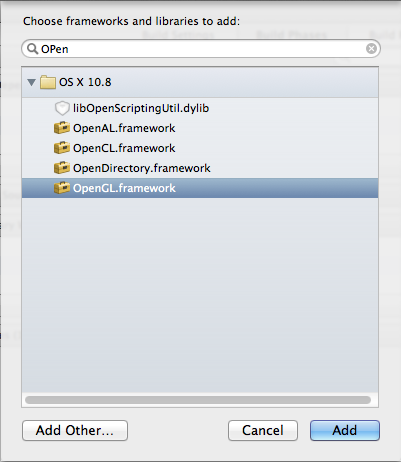 Choose frameworks and libraries to add:
OPen
OS X 10.8
libOpenScriptingUtil.dylib
OpenAL.framework
OpenCL.framework
OpenDirectory.framework
OpenGL.framework
Add Other... Cancel Add